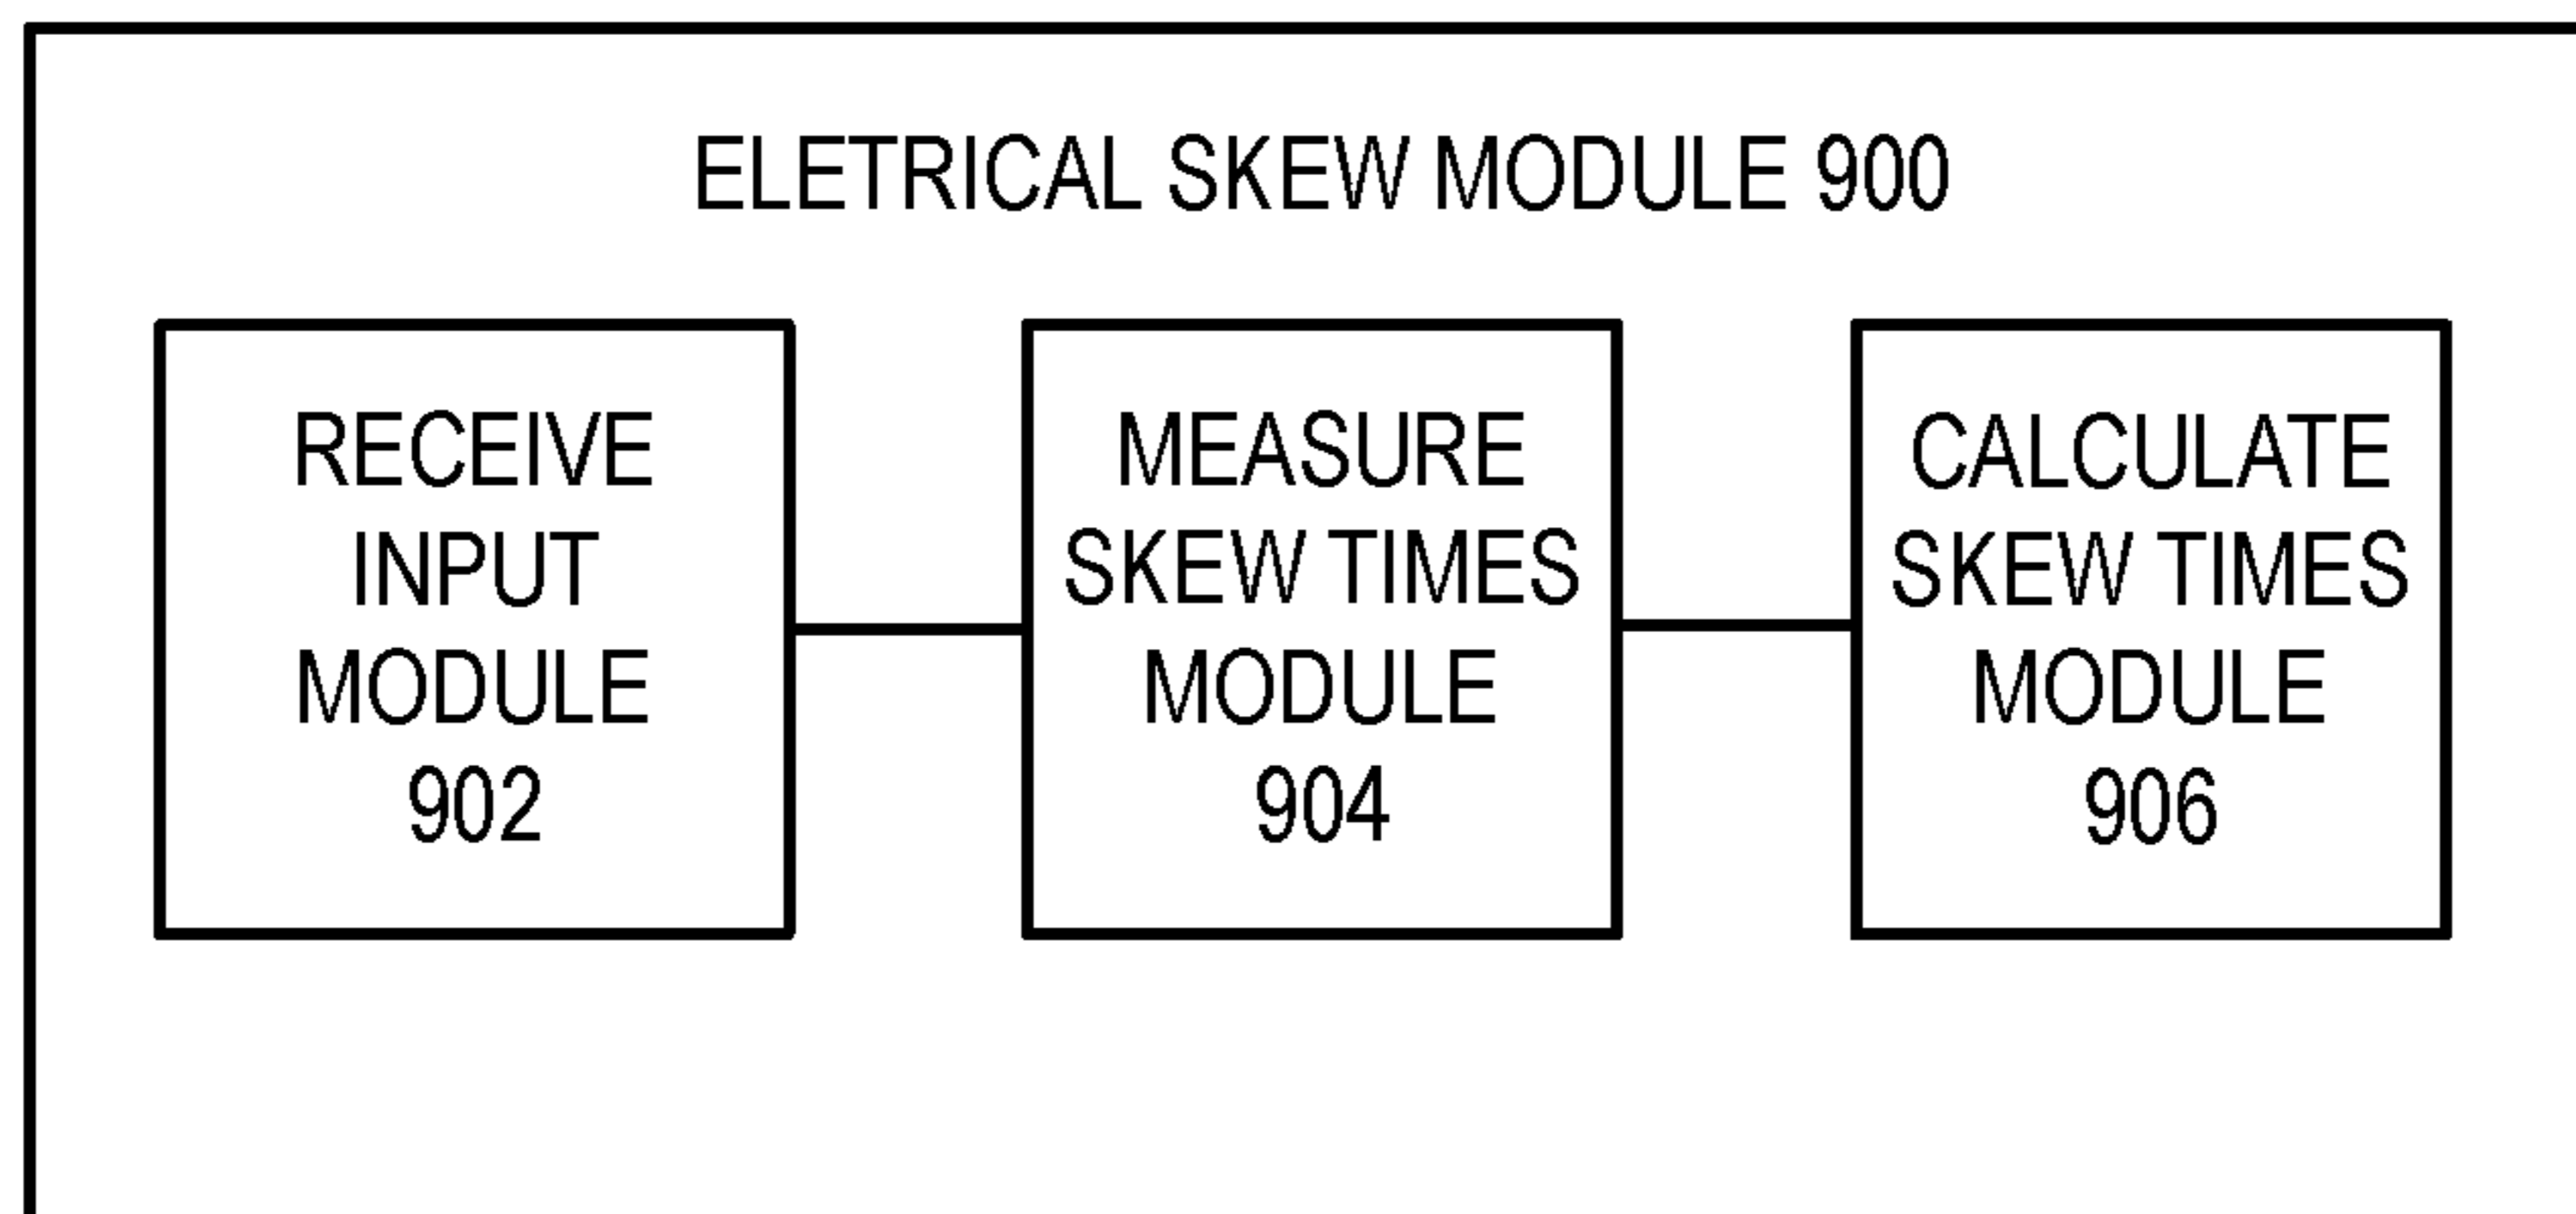 ELETRICAL SKEW MODULE 900
RECEIVE
INPUT
MODULE
902
MEASURE
SKEW TIMES
MODULE
904
CALCULATE
SKEW TIMES
MODULE
906